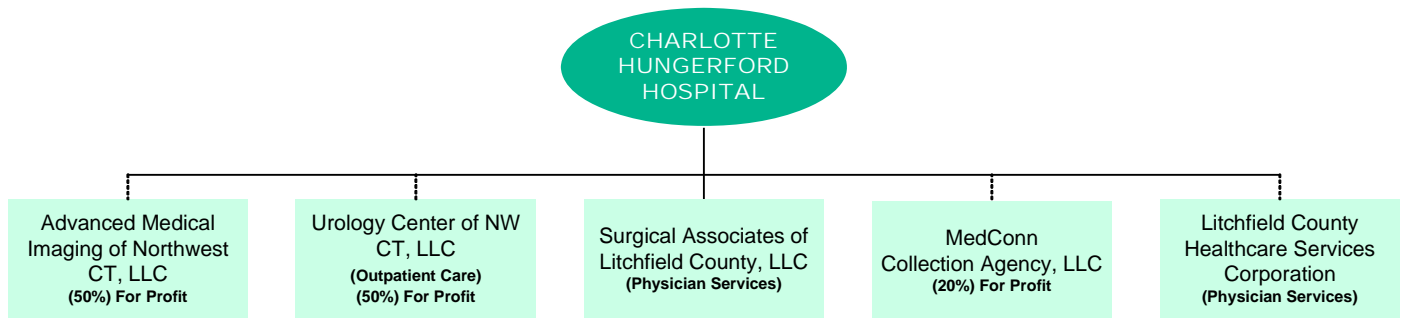 CHARLOTTE
HUNGERFORD
HOSPITAL
Advanced Medical
Imaging of Northwest
CT, LLC
(50%) For Profit
Urology Center of NW
CT, LLC
(Outpatient Care)
(50%) For Profit
Surgical Associates of
Litchfield County, LLC
(Physician Services)
MedConn
Collection Agency, LLC
(20%) For Profit
Litchfield County
Healthcare Services
Corporation
(Physician Services)